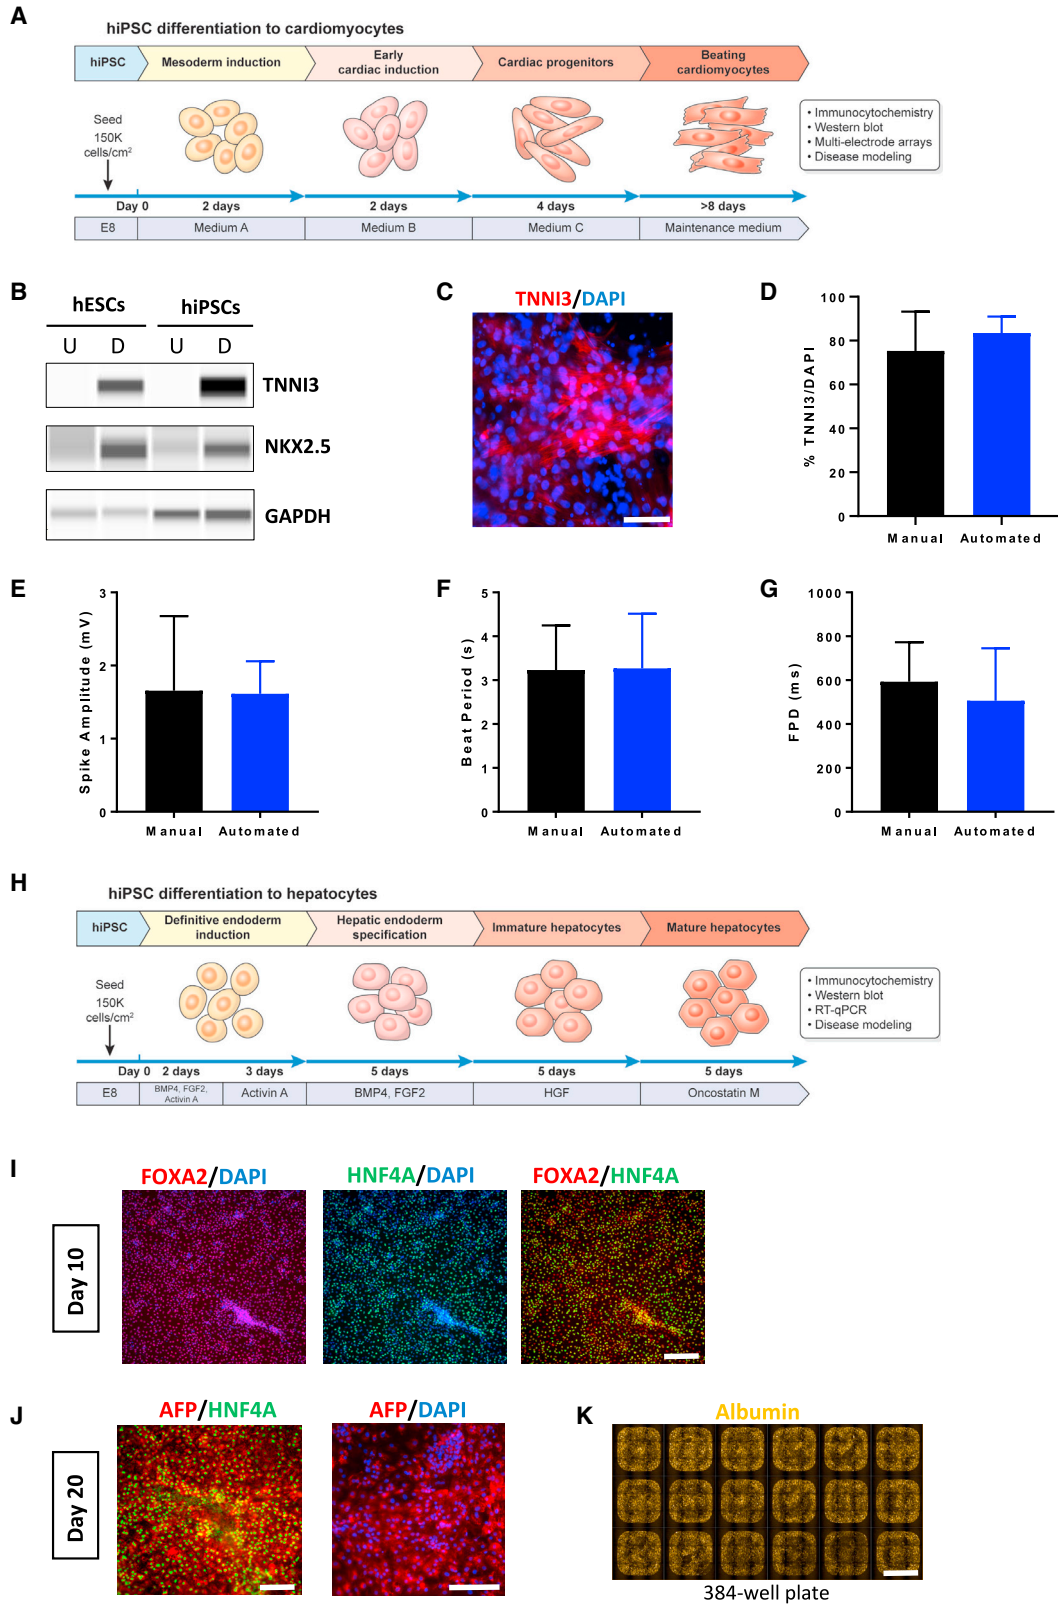 A
hiPSC differentiation to cardiomyocytes
hiPSC
Mesoderm induction
Early
cardiac induction
Cardiac progenitors
Beating
cardiomyocytes
Seed
150K
cells/cm²
• Immunocytochemistry
• Western blot
• Multi-electrode arrays
• Disease modeling
Day 0
2 days
2 days
4 days
>8 days
E8
Medium A
Medium B
Medium C
Maintenance medium
B
hESCs
hiPSCs
U
D
U
D
TNNI3
NKX2.5
GAPDH
C
TNNI3/DAPI
D
% TNNI3/DAPI
100
80
60
40
20
0
Manual
Automated
E
Spike Amplitude (mV)
3
2
1
0
Manual
Automated
F
Beat Period (s)
5
4
3
2
1
0
Manual
Automated
G
FPD (ms)
1000
800
600
400
200
0
Manual
Automated
H
hiPSC differentiation to hepatocytes
hiPSC
Definitive endoderm
induction
Hepatic endoderm
specification
Immature hepatocytes
Mature hepatocytes
Seed
150K
cells/cm²
• Immunocytochemistry
• Western blot
• RT-qPCR
• Disease modeling
Day 0
2 days
3 days
5 days
5 days
5 days
E8
BMP4, FGF2,
Activin A
Activin A
BMP4, FGF2
HGF
Oncostatin M
I
Day 10
FOXA2/DAPI
HNF4A/DAPI
FOXA2/HNF4A
J
Day 20
AFP/HNF4A
AFP/DAPI
K
Albumin
384-well plate